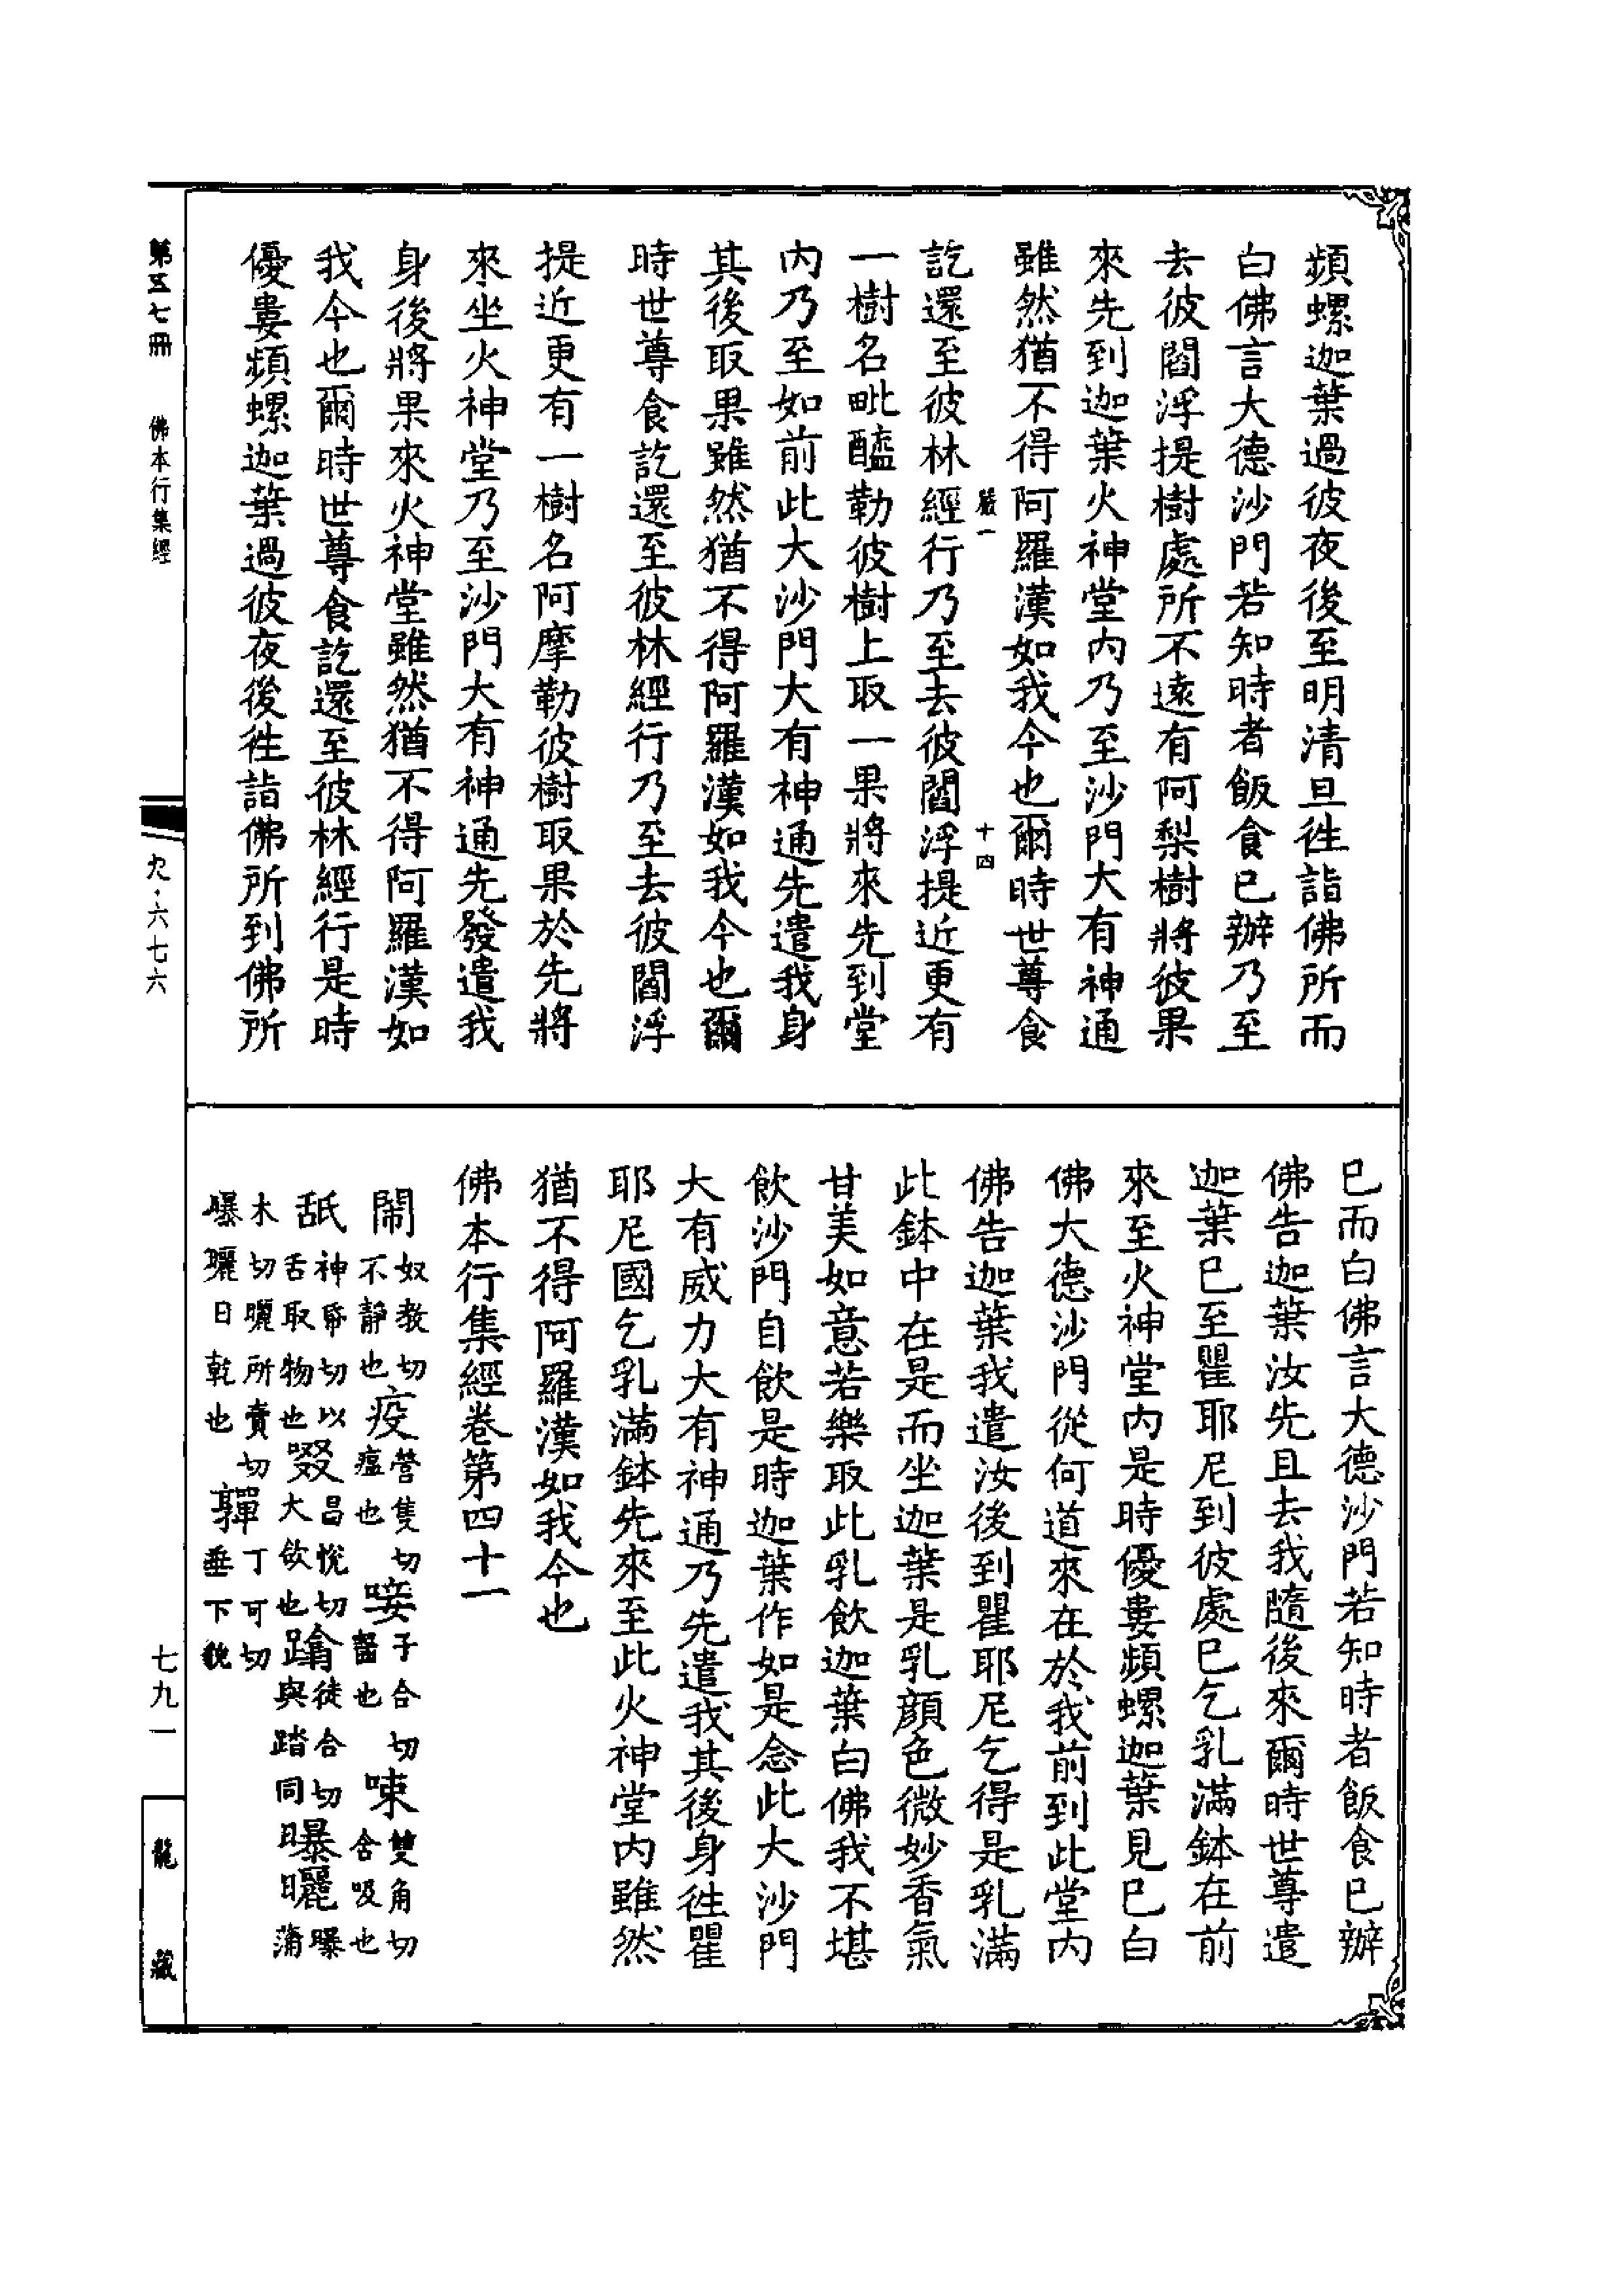 頻螺迦葉過彼夜後至明清旦徃詣佛所而
白佛言大德沙門若知時者飯食已辦乃至
去彼閻浮提樹處所不遠有阿梨樹將彼果
來先到迦葉火神堂內乃至沙門大有神通
雖然猶不得阿羅漢如我今也爾時世尊食
嚴一　十四
訖還至彼林經行乃至去彼閻浮提近更有
一樹名毗醯勒彼樹上取一果將來先到堂
內乃至如前此大沙門大有神通先遣我身
其後取果雖然猶不得阿羅漢如我今也爾
時世尊食訖還至彼林經行乃至去彼閻浮
提近更有一樹名阿摩勒彼樹取果於先將
來坐火神堂乃至沙門大有神通先發遣我
身後將果來火神堂雖然猶不得阿羅漢如
我今也爾時世尊食訖還至彼林經行是時
優婁頻螺迦葉過彼夜後徃詣佛所到佛所
已而白佛言大德沙門若知時者飯食已辦
佛告迦葉汝先且去我隨後來爾時世尊遣
迦葉已至瞿耶尼到彼處已乞乳滿鉢在前
來至火神堂內是時優婁頻螺迦葉見已白
佛大德沙門從何道來在於我前到此堂內
佛告迦葉我遣汝後到瞿耶尼乞得是乳滿
此鉢中在是而坐迦葉是乳顏色微妙香氣
甘美如意若樂取此乳飲迦葉白佛我不堪
飲沙門自飲是時迦葉作如是念此大沙門
大有威力大有神通乃先遣我其後身徃瞿
耶尼國乞乳滿鉢先來至此火神堂內雖然
猶不得阿羅漢如我今也
佛本行集經卷第四十一
鬧奴教切不靜也疫營隻切瘟也唼子合切齧也㖒雙角切含吸也
舐神帋切以舌取物也啜昌悅切大飲也蹹徒合切與踏同曝曬曝蒲
木切曬所賣切曝曬日乾也嚲丁可切垂下貌
第五七冊　佛本行集經
欠·六七六
七九一
龍藏